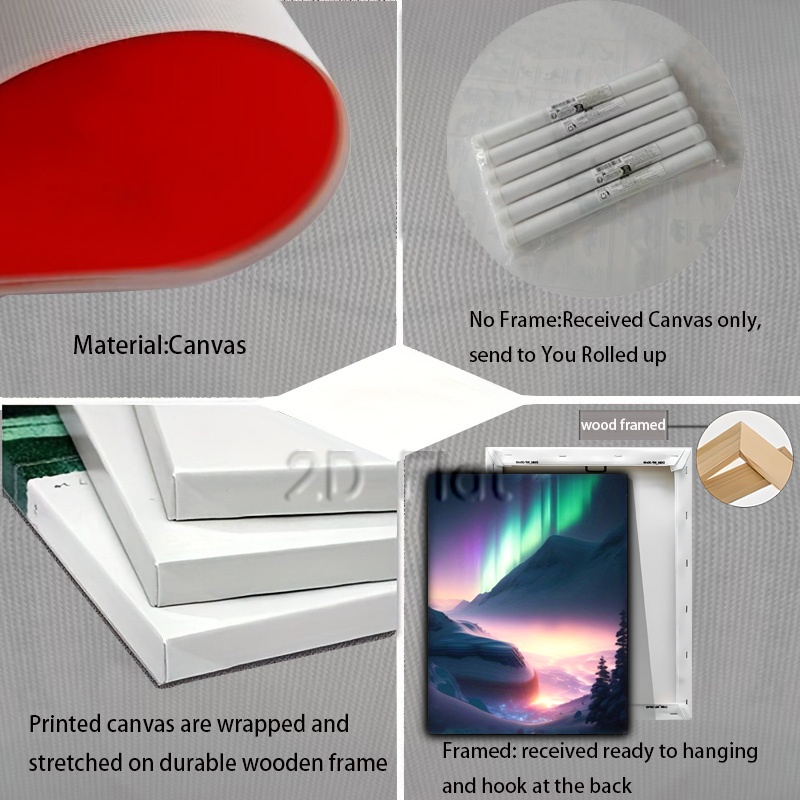 Material:Canvas
No Frame:Received Canvas only,
send to You Rolled up
wood framed
2D Flat
Printed canvas are wrapped and
stretched on durable wooden frame
Framed: received ready to hanging
and hook at the back